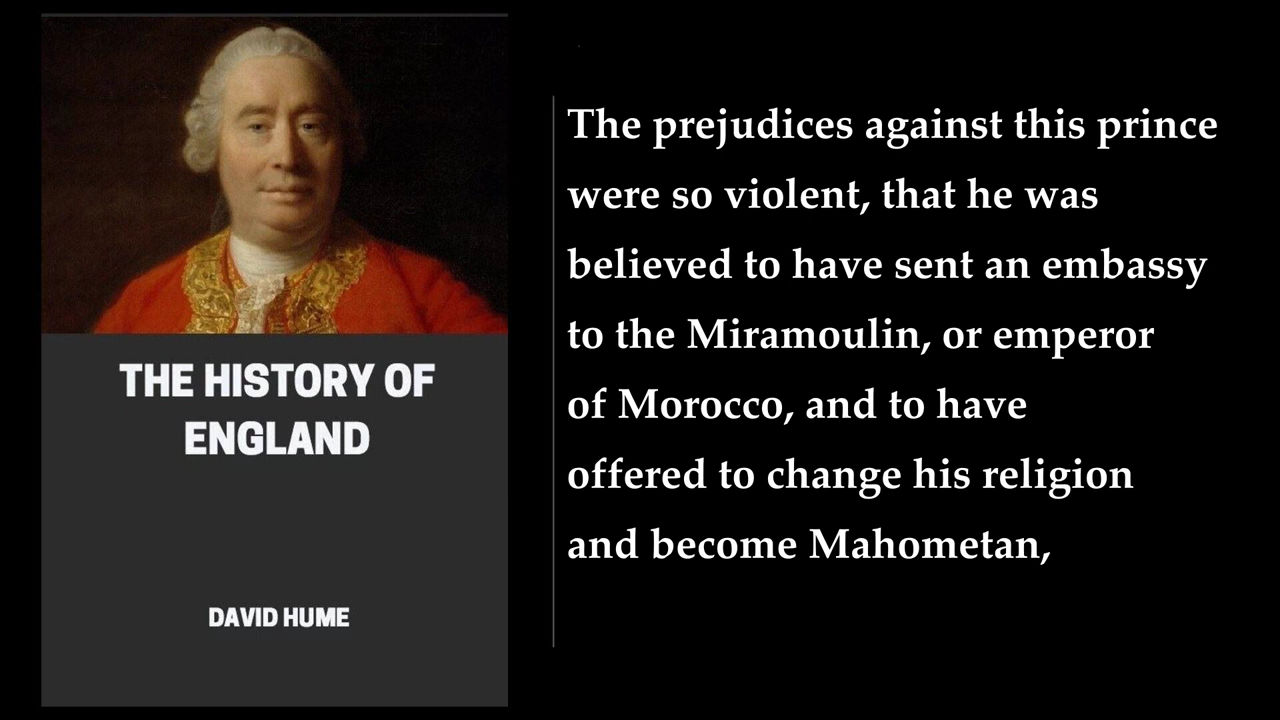 THE HISTORY OF
ENGLAND
DAVID HUME
The prejudices against this prince
were so violent, that he was
believed to have sent an embassy
to the Miramoulin, or emperor
of Morocco, and to have
offered to change his religion
and become Mahometan,